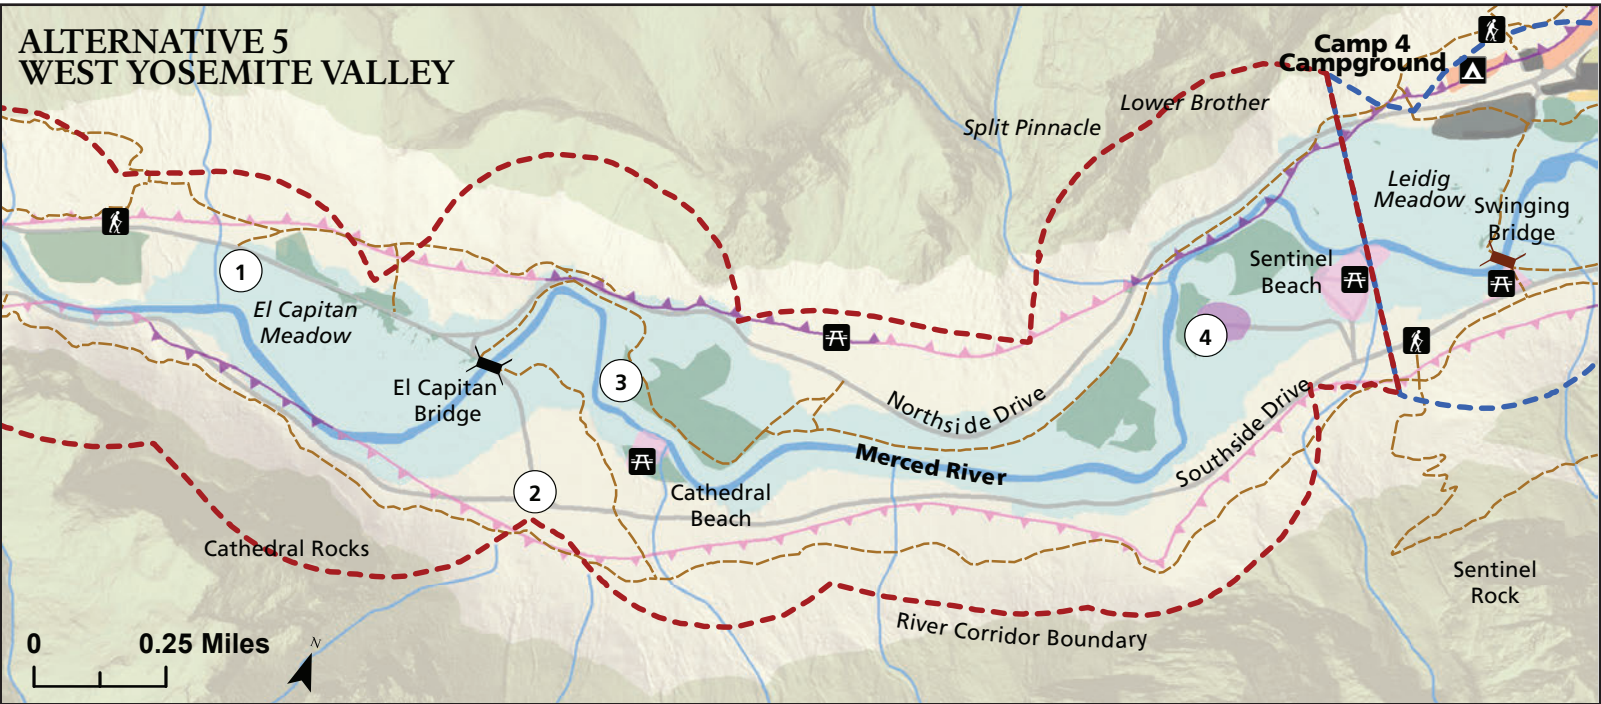 ALTERNATIVE 5
WEST YOSEMITE VALLEY
Camp 4
Campground
Lower Brother
Split Pinnacle
Leidig
Meadow
Swinging
Bridge
Sentinel
Beach
1
El Capitan
Meadow
4
El Capitan
Bridge
3
Northside Drive
Southside Drive
Merced River
2
Cathedral
Beach
Cathedral Rocks
Sentinel
Rock
River Corridor Boundary
0 0.25 Miles
N